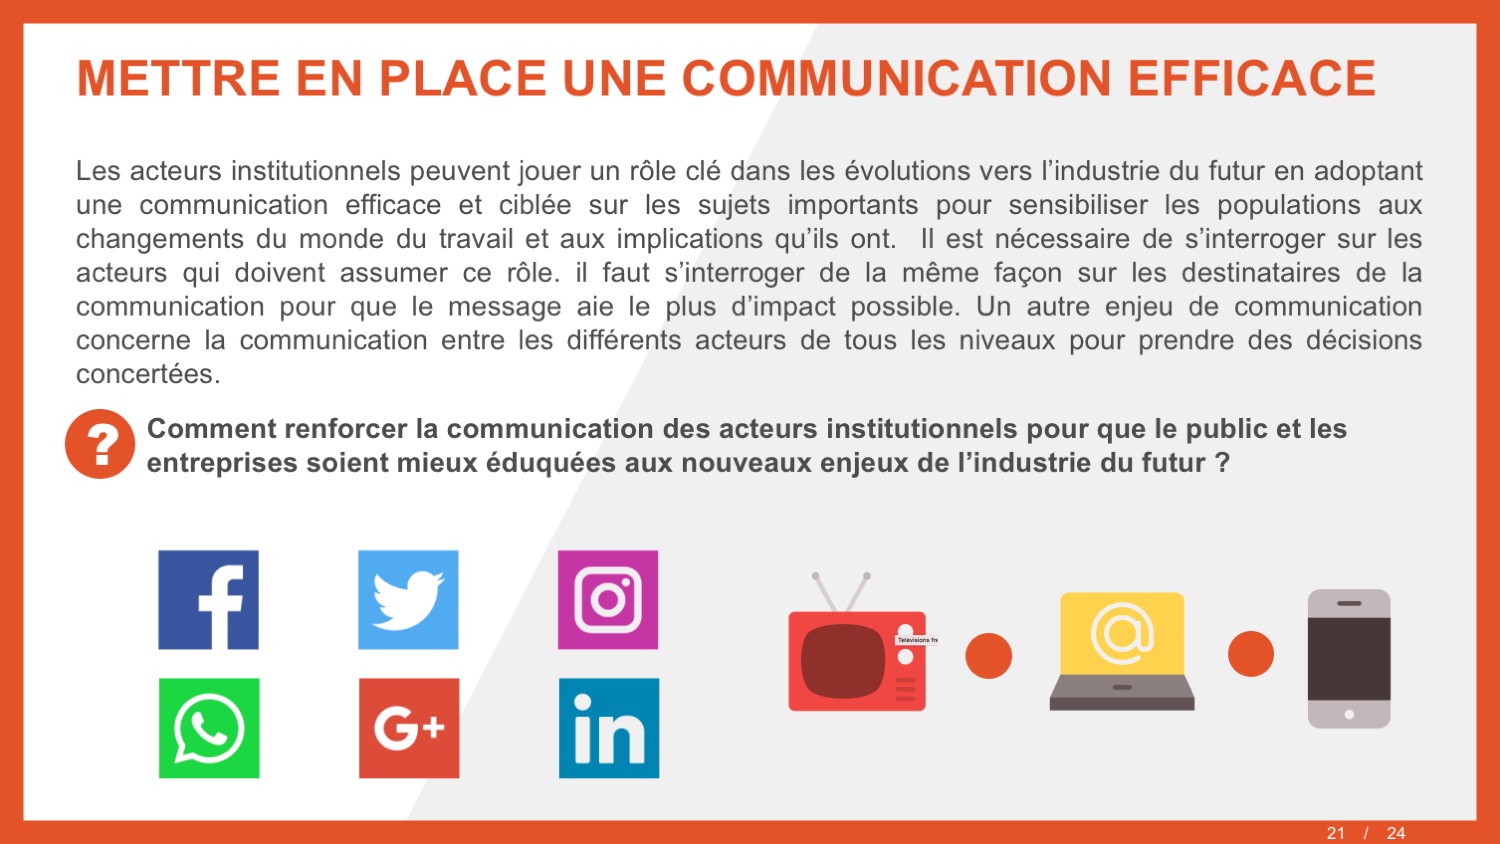 METTRE EN PLACE UNE COMMUNICATION EFFICACE
Les acteurs institutionnels peuvent jouer un rôle clé dans les évolutions vers l’industrie du futur en adoptant
une communication efficace et ciblée sur les sujets importants pour sensibiliser les populations aux
changements du monde du travail et aux implications qu’ils ont.  Il est nécessaire de s’interroger sur les
acteurs qui doivent assumer ce rôle. il faut s’interroger de la même façon sur les destinataires de la
communication pour que le message aie le plus d’impact possible. Un autre enjeu de communication
concerne la communication entre les différents acteurs de tous les niveaux pour prendre des décisions
concertées.
?
Comment renforcer la communication des acteurs institutionnels pour que le public et les
entreprises soient mieux éduquées aux nouveaux enjeux de l’industrie du futur ?
f
G+
in
Televisions
@
21 / 24